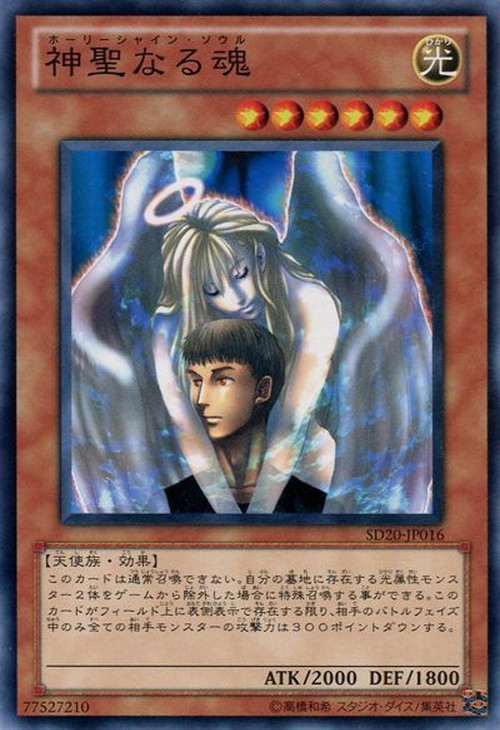 ホーリーシャイン・ソウル
神聖なる魂
ひかり
光
SD20-JP016
【天使族・効果】
このカードは通常召喚できない。自分の墓地に存在する光属性モンス
ター２体をゲームから除外した場合に特殊召喚する事ができる。この
カードがフィールド上に表側表示で存在する限り、相手のバトルフェイズ
中のみ全ての相手モンスターの攻撃力は３００ポイントダウンする。
ATK/2000 DEF/1800
77527210
©高橋和希 スタジオ・ダイス/集英社